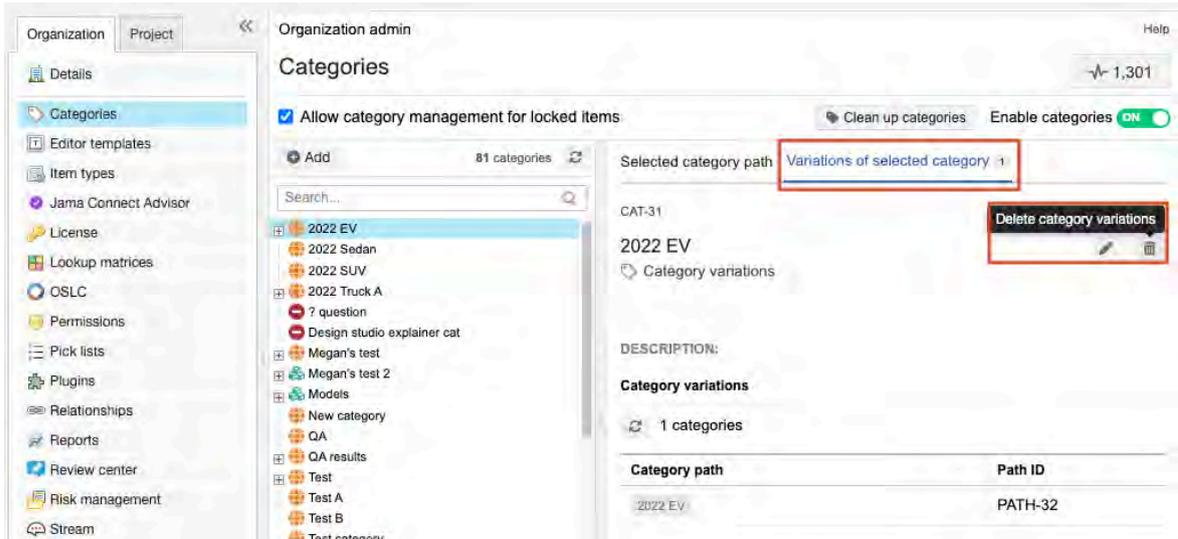 Organization Project
Details
Categories
Editor templates
Item types
Jama Connect Advisor
License
Lookup matrices
OSLC
Permissions
Pick lists
Plugins
Relationships
Reports
Review center
Risk management
Stream
Organization admin
Help
Categories
1,301
Allow category management for locked items
Clean up categories
Enable categories ON
Add
81 categories
Search...
2022 EV
2022 Sedan
2022 SUV
2022 Truck A
? question
Design studio explainer cat
Megan's test
Megan's test 2
Models
New category
QA
QA results
Test
Test A
Test B
Test category
Selected category path
Variations of selected category 1
CAT-31
Delete category variations
2022 EV
Category variations
DESCRIPTION:
Category variations
1 categories
Category path Path ID
2022 EV PATH-32